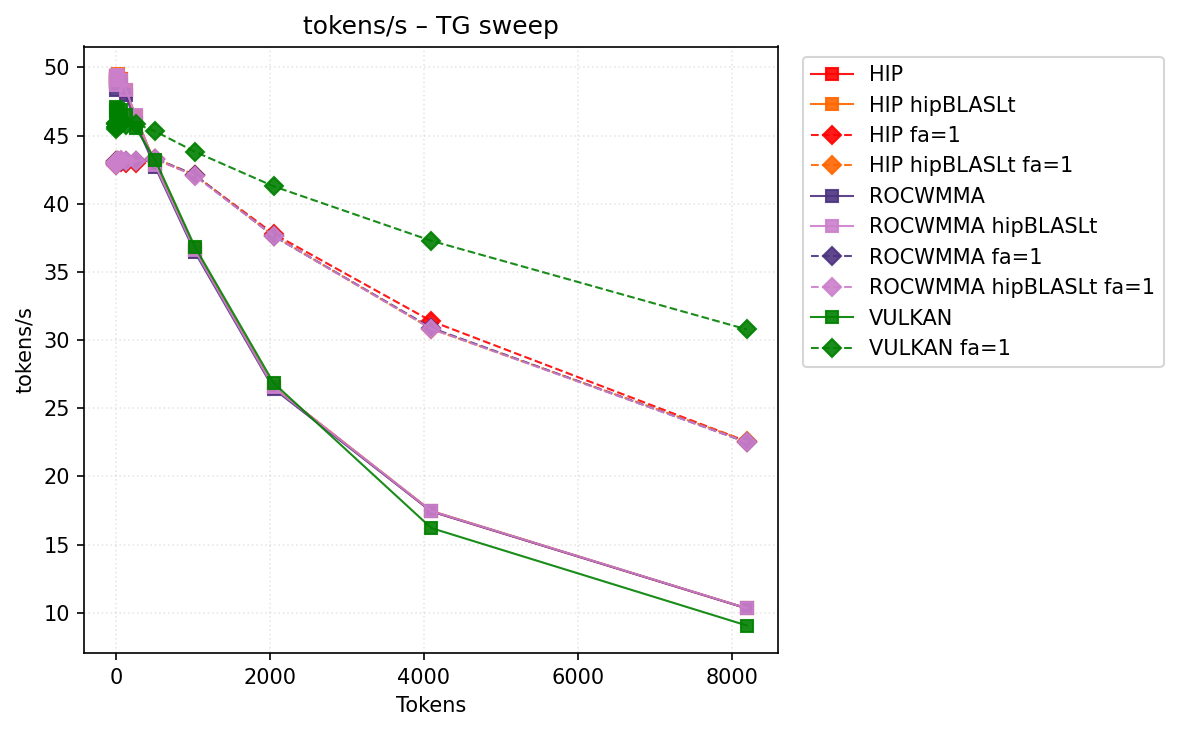 tokens/s – TG sweep
50
45
40
35
30
25
20
15
10
tokens/s
0
2000
4000
6000
8000
Tokens
HIP
HIP hipBLASLt
HIP fa=1
HIP hipBLASLt fa=1
ROCWMMA
ROCWMMA hipBLASLt
ROCWMMA fa=1
ROCWMMA hipBLASLt fa=1
VULKAN
VULKAN fa=1